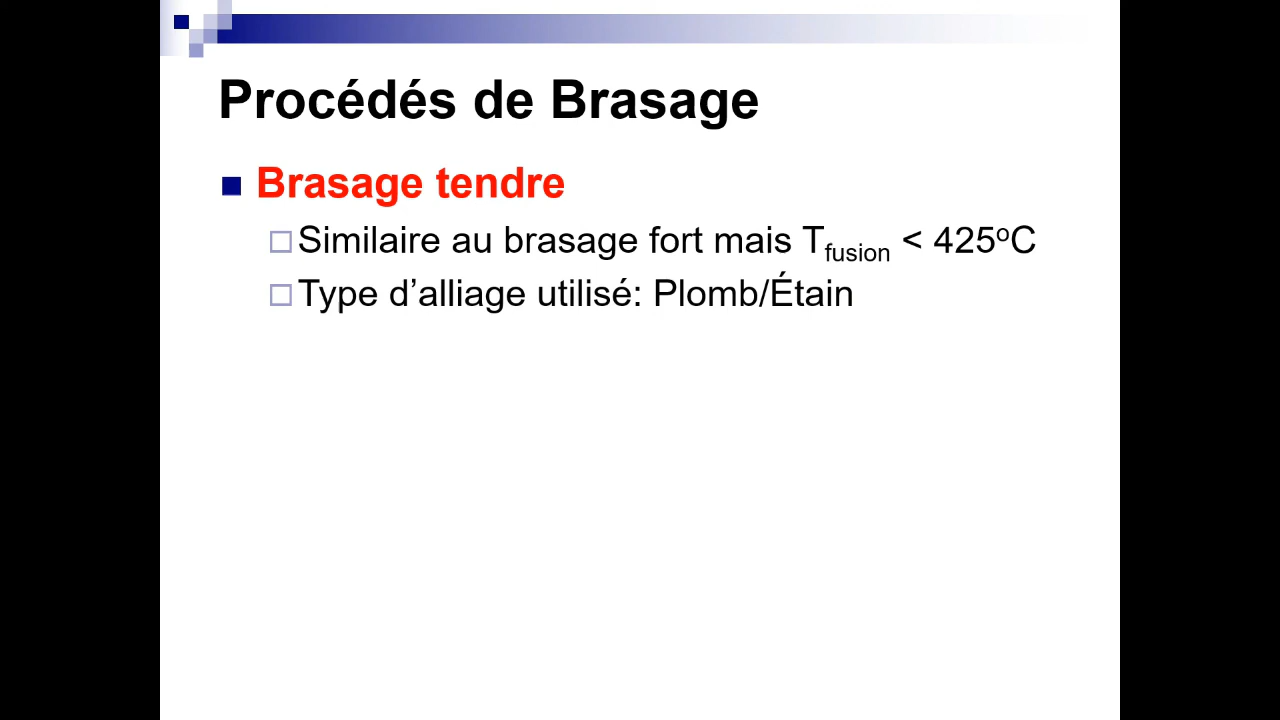 Procédés de Brasage
Brasage tendre
Similaire au brasage fort mais Tfusion < 425ºC
Type d’alliage utilisé: Plomb/Étain